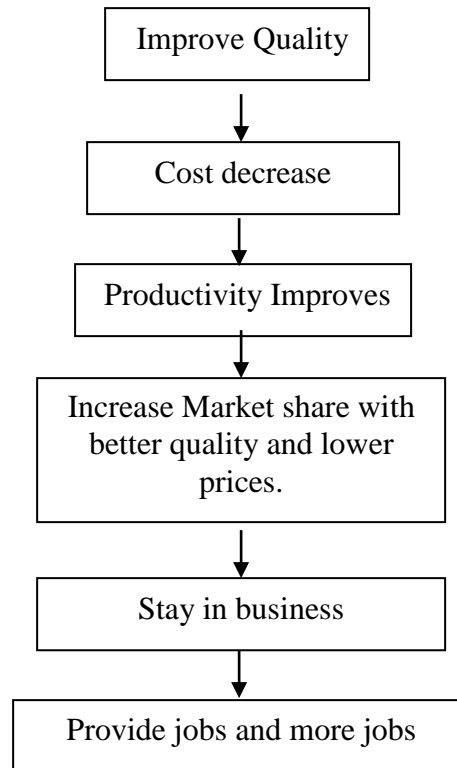 Improve Quality
Cost decrease
Productivity Improves
Increase Market share with
better quality and lower
prices.
Stay in business
Provide jobs and more jobs